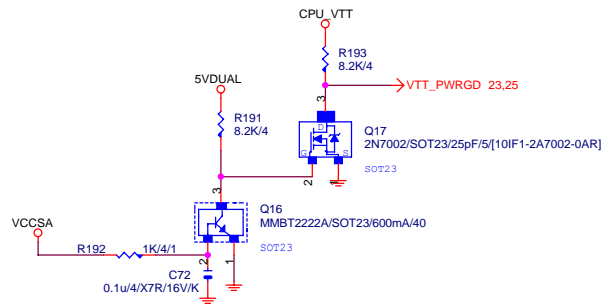 CPU_VTT
R193
8.2K/4
VTT_PWRGD 23,25
5VDUAL
R191
8.2K/4
3
D
G
S
Q17
2N7002/SOT23/25pF/5/[10IF1-2A7002-0AR]
SOT23
2
1
3
Q16
MMBT2222A/SOT23/600mA/40
SOT23
VCCSA
R192
1K/4/1
2
1
C72
0.1u/4/X7R/16V/K